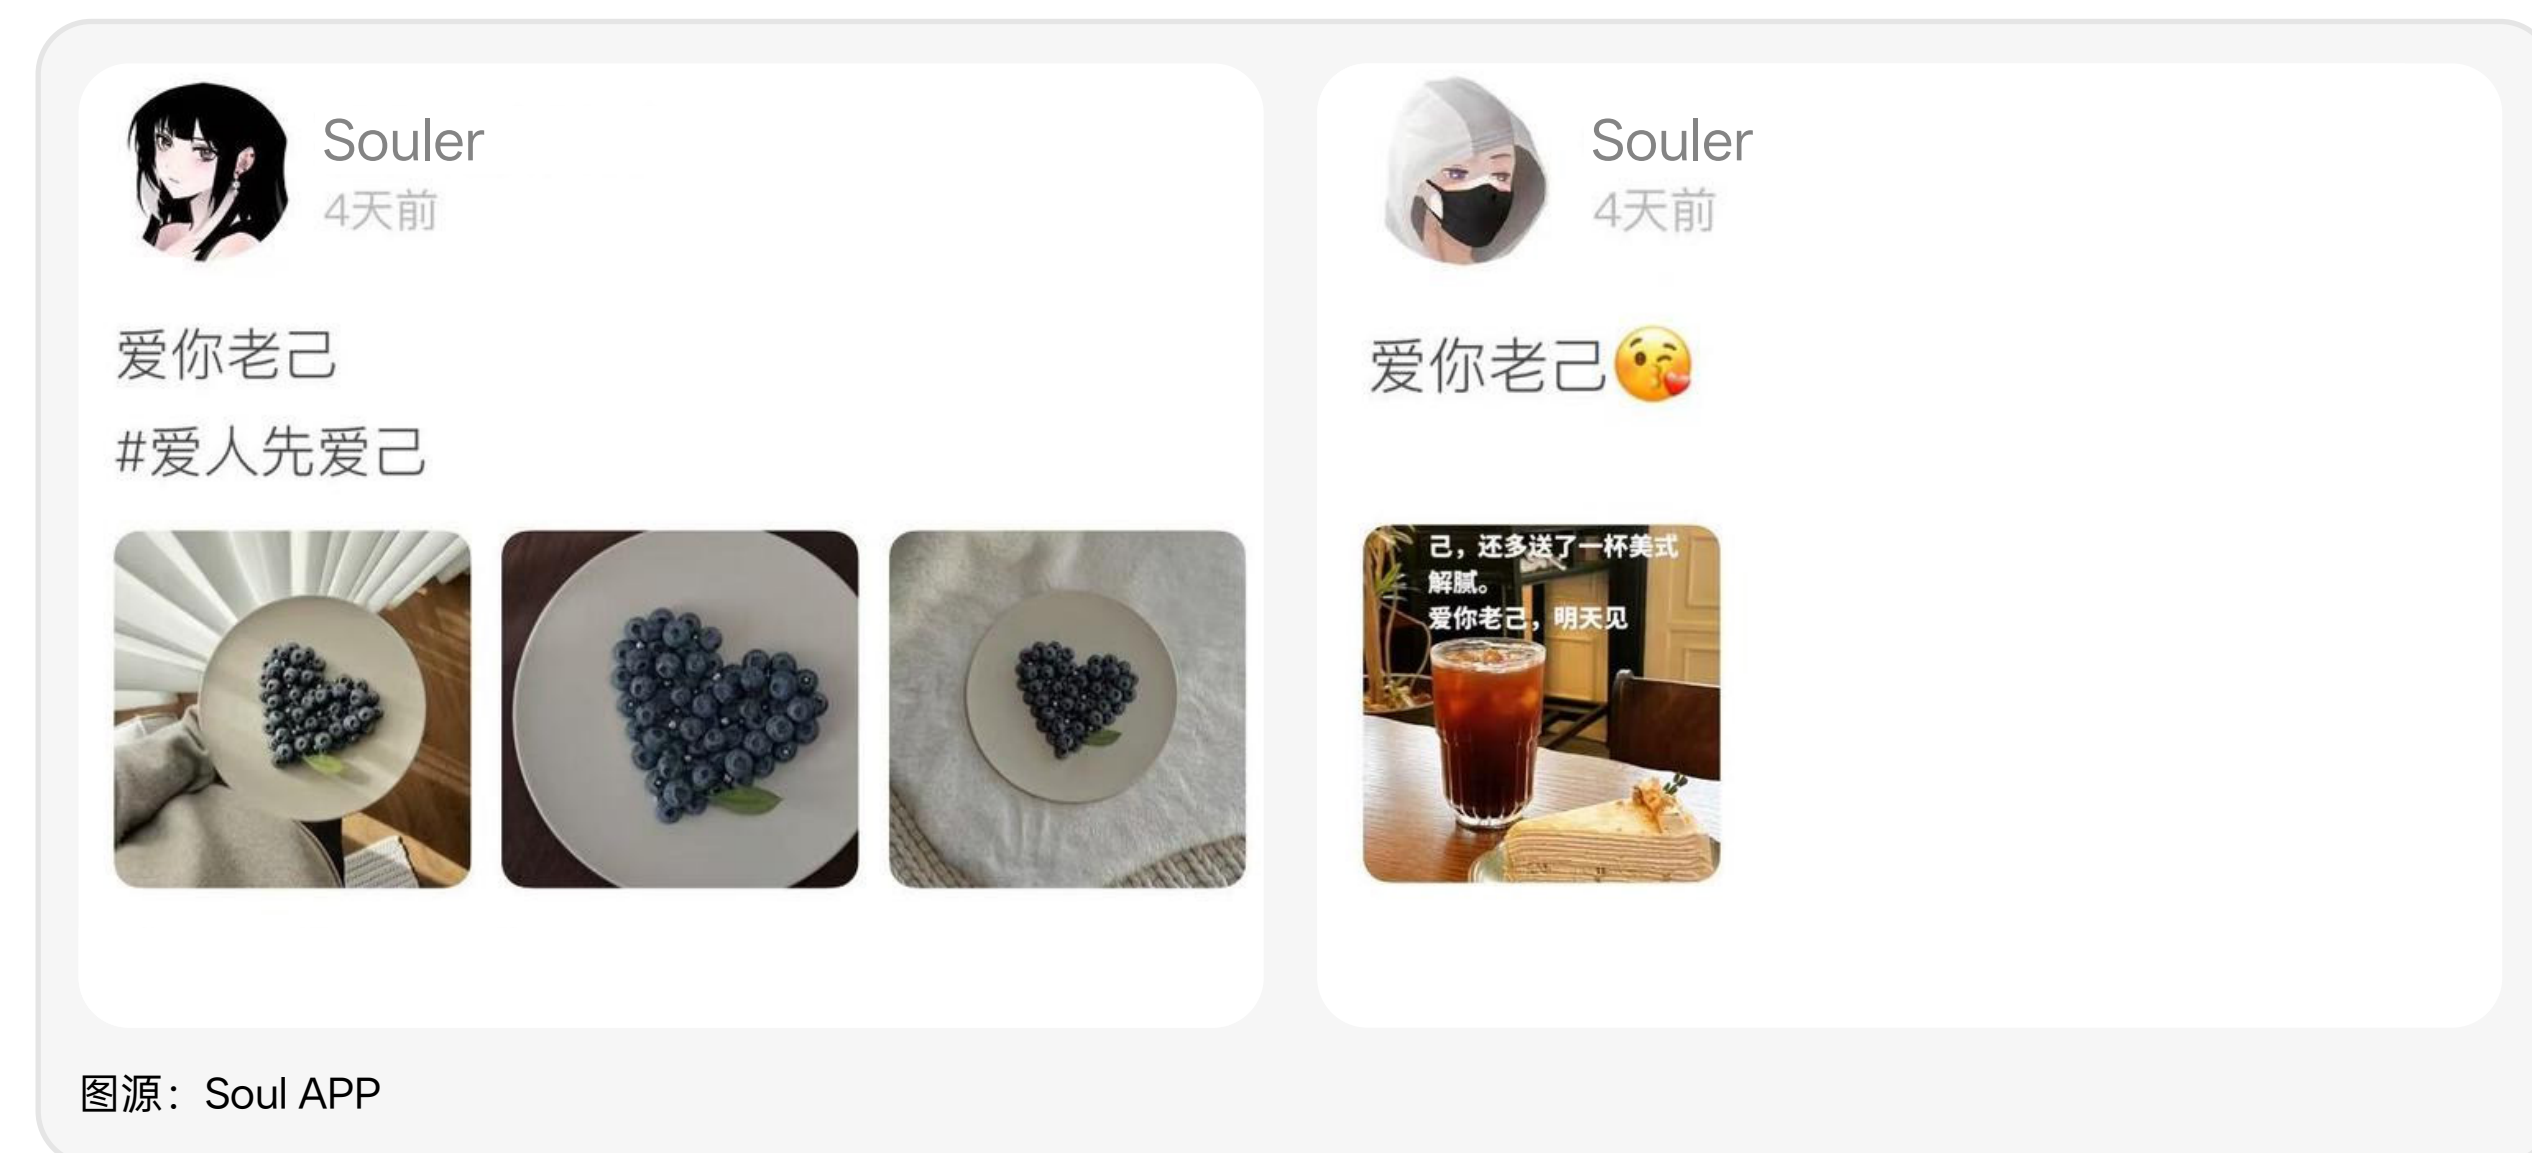 Souler
4天前
爱你老己
#爱人先爱己
Souler
4天前
爱你老己😘
己，还多送了一杯美式
解腻。
爱你老己，明天见
图源：Soul APP